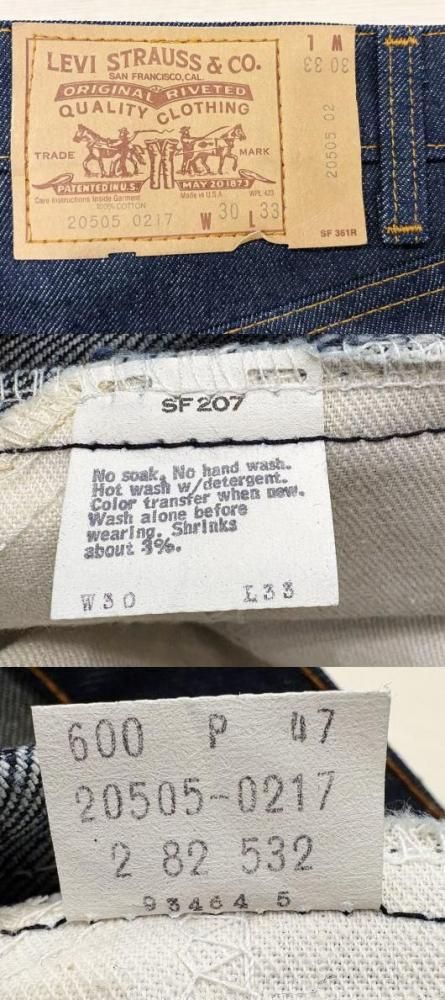 LEVI STRAUSS & CO.
SAN FRANCISCO, CAL.
ORIGINAL RIVETED
QUALITY CLOTHING
TRADE MARK
PATENTED IN U.S. MAY 20 1873
Care Instructions Inside Garment Made in U.S.A. WPL 423
100% COTTON
20505 0217 W 30 L 33
W L
30 33
20505 02
SF 361R
SF 207
No soak. No hand wash.
Hot wash w/detergent.
Color transfer when new.
Wash alone before
wearing. Shrinks
about 3%.
W30 L33
600 P 47
20505-0217
2 82 532
93464 5